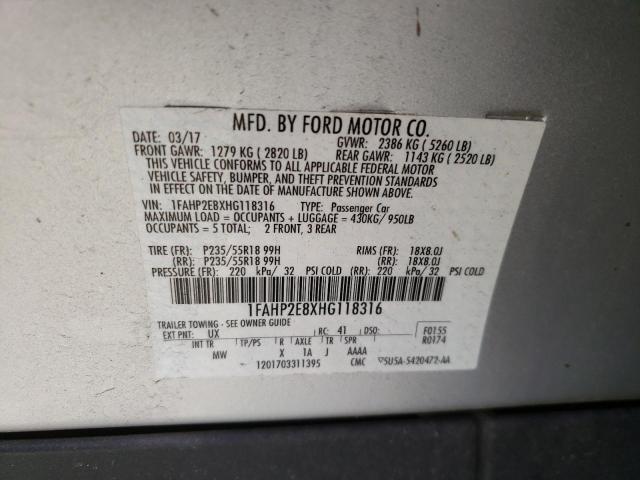 MFD. BY FORD MOTOR CO.
DATE: 03/17 GVWR: 2386 KG ( 5260 LB)
FRONT GAWR: 1279 KG ( 2820 LB) REAR GAWR: 1143 KG ( 2520 LB)
THIS VEHICLE CONFORMS TO ALL APPLICABLE FEDERAL MOTOR
VEHICLE SAFETY, BUMPER, AND THEFT PREVENTION STANDARDS
IN EFFECT ON THE DATE OF MANUFACTURE SHOWN ABOVE.
VIN: 1FAHP2E8XHG118316 TYPE: Passenger Car
MAXIMUM LOAD = OCCUPANTS + LUGGAGE = 430KG/ 950LB
OCCUPANTS = 5 TOTAL; 2 FRONT, 3 REAR
TIRE (FR): P235/55R18 99H RIMS (FR): 18X8.0J
(RR): P235/55R18 99H (RR): 18X8.0J
PRESSURE (FR): 220 kPa/ 32 PSI COLD (RR): 220 kPa/ 32 PSI COLD
1FAHP2E8XHG118316
TRAILER TOWING - SEE OWNER GUIDE
EXT PNT: UX RC: 41 DSO: F0155
R0174
INT TR TP/PS R AXLE TR SPR
MW X 1A J AAAA
1201703311395 CMC 5U5A-5420472-AA